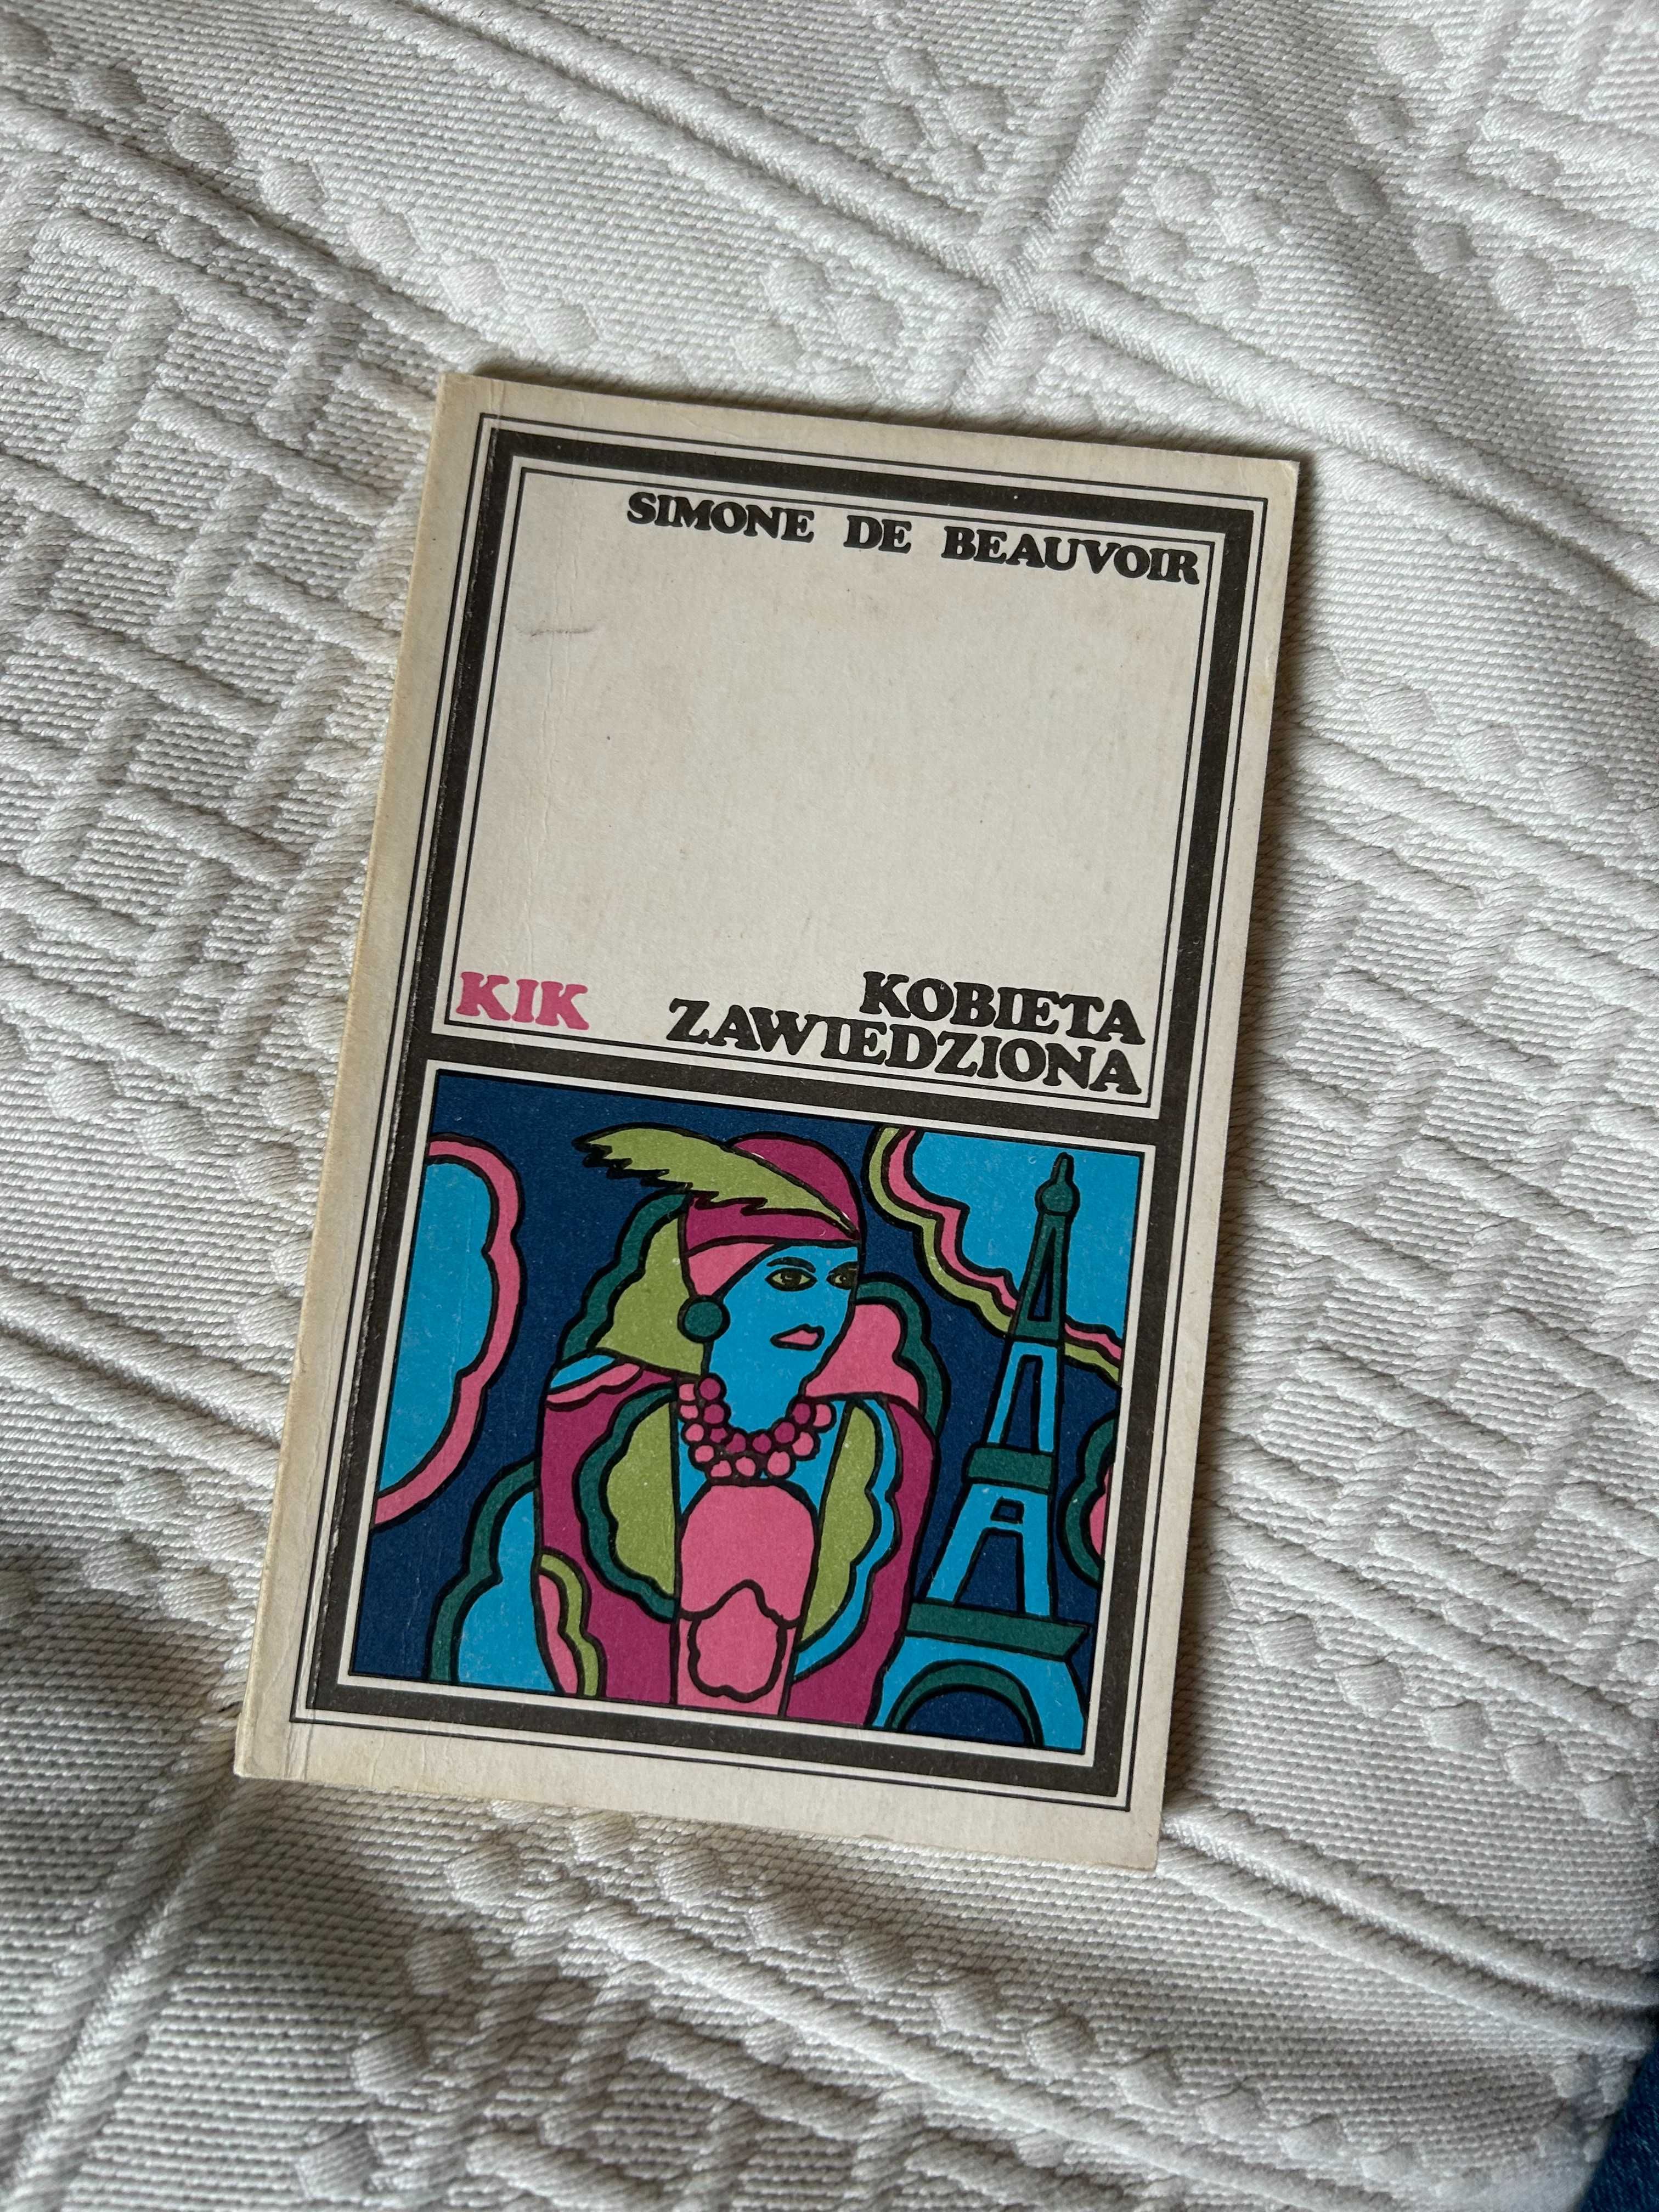 SIMONE DE BEAUVOIR
KIK
KOBIETA
ZAWIEDZIONA